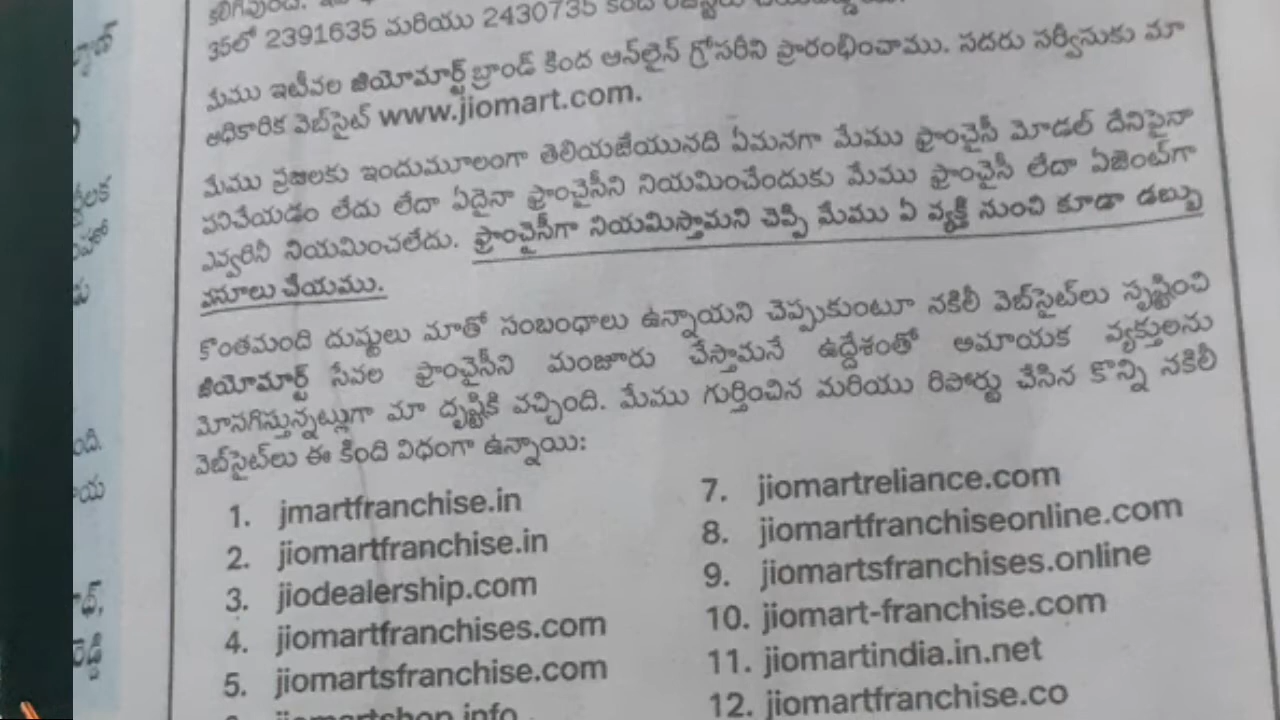 35లో 2391635 మరియు 2430735
మేము ఇటీవల జియోమార్ట్ బ్రాండ్ కింద ఆన్‌లైన్ గ్రోసరీని ప్రారంభించాము. సదరు సర్వీసుకు మా
అధికారిక వెబ్‌సైట్ www.jiomart.com.
మేము ప్రజలకు ఇందుమూలంగా తెలియజేయునది ఏమనగా మేము ఫ్రాంచైసీ మోడల్ దేనిపైనా
పనిచేయడం లేదు లేదా ఏదైనా ఫ్రాంచైసీని నియమించేందుకు మేము ఫ్రాంచైసీ లేదా ఏజెంట్‌గా
ఎవ్వరినీ నియమించలేదు. ఫ్రాంచైసీగా నియమిస్తామని చెప్పి మేము ఏ వ్యక్తి నుంచి కూడా డబ్బు
వసూలు చేయము.
కొంతమంది దుష్టులు మాతో సంబంధాలు ఉన్నాయని చెప్పుకుంటూ నకిలీ వెబ్‌సైట్‌లు సృష్టించి
జియోమార్ట్ సేవల ఫ్రాంచైసీని మంజూరు చేస్తామనే ఉద్దేశంతో అమాయక వ్యక్తులను
మోసగిస్తున్నట్లుగా మా దృష్టికి వచ్చింది. మేము గుర్తించిన మరియు రిపోర్టు చేసిన కొన్ని నకిలీ
వెబ్‌సైట్‌లు ఈ కింది విధంగా ఉన్నాయి:
1. jmartfranchise.in
2. jiomartfranchise.in
3. jiodealership.com
4. jiomartfranchises.com
5. jiomartsfranchise.com
jiomartshop.info
7. jiomartreliance.com
8. jiomartfranchiseonline.com
9. jiomartsfranchises.online
10. jiomart-franchise.com
11. jiomartindia.in.net
12. jiomartfranchise.co